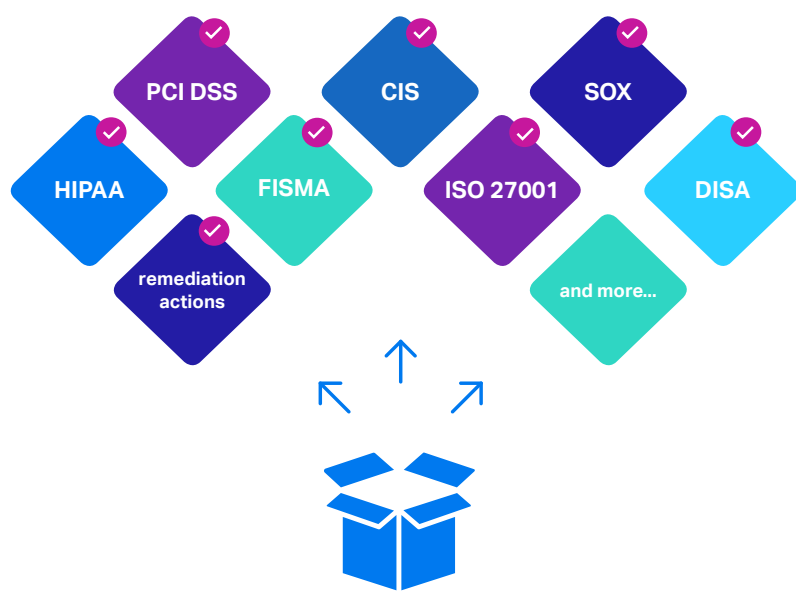 PCI DSS
CIS
SOX
HIPAA
FISMA
ISO 27001
DISA
remediation
actions
and more...